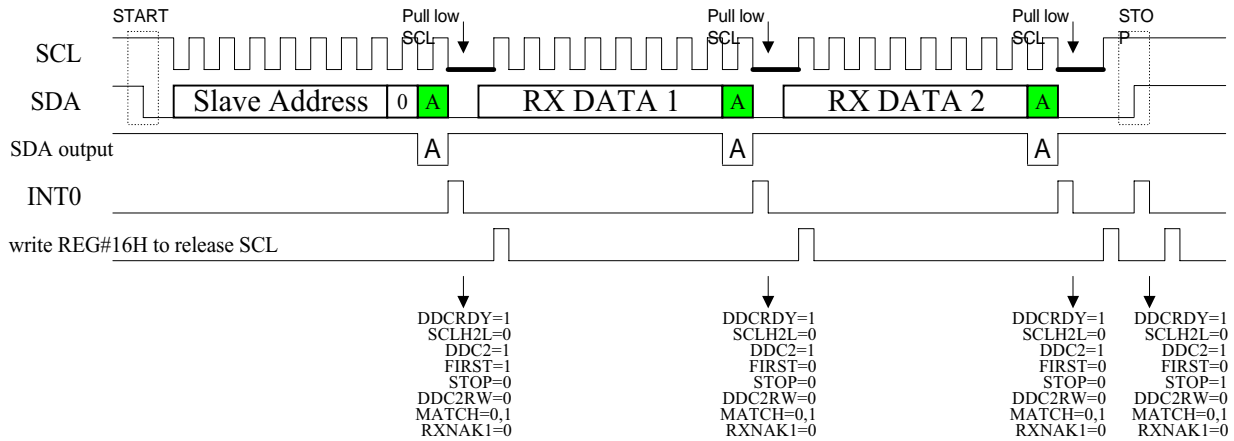 START
Pull low
SCL
Pull low
SCL
Pull low
SCL
STO
P
SCL
SDA
Slave Address
0
A
RX DATA 1
A
RX DATA 2
A
SDA output
A
A
A
INT0
write REG#16H to release SCL
DDCRDY=1
SCLH2L=0
DDC2=1
FIRST=1
STOP=0
DDC2RW=0
MATCH=0,1
RXNAK1=0
DDCRDY=1
SCLH2L=0
DDC2=1
FIRST=0
STOP=0
DDC2RW=0
MATCH=0,1
RXNAK1=0
DDCRDY=1
SCLH2L=0
DDC2=1
FIRST=0
STOP=0
DDC2RW=0
MATCH=0,1
RXNAK1=0
DDCRDY=1
SCLH2L=0
DDC2=1
FIRST=0
STOP=1
DDC2RW=0
MATCH=0,1
RXNAK1=0